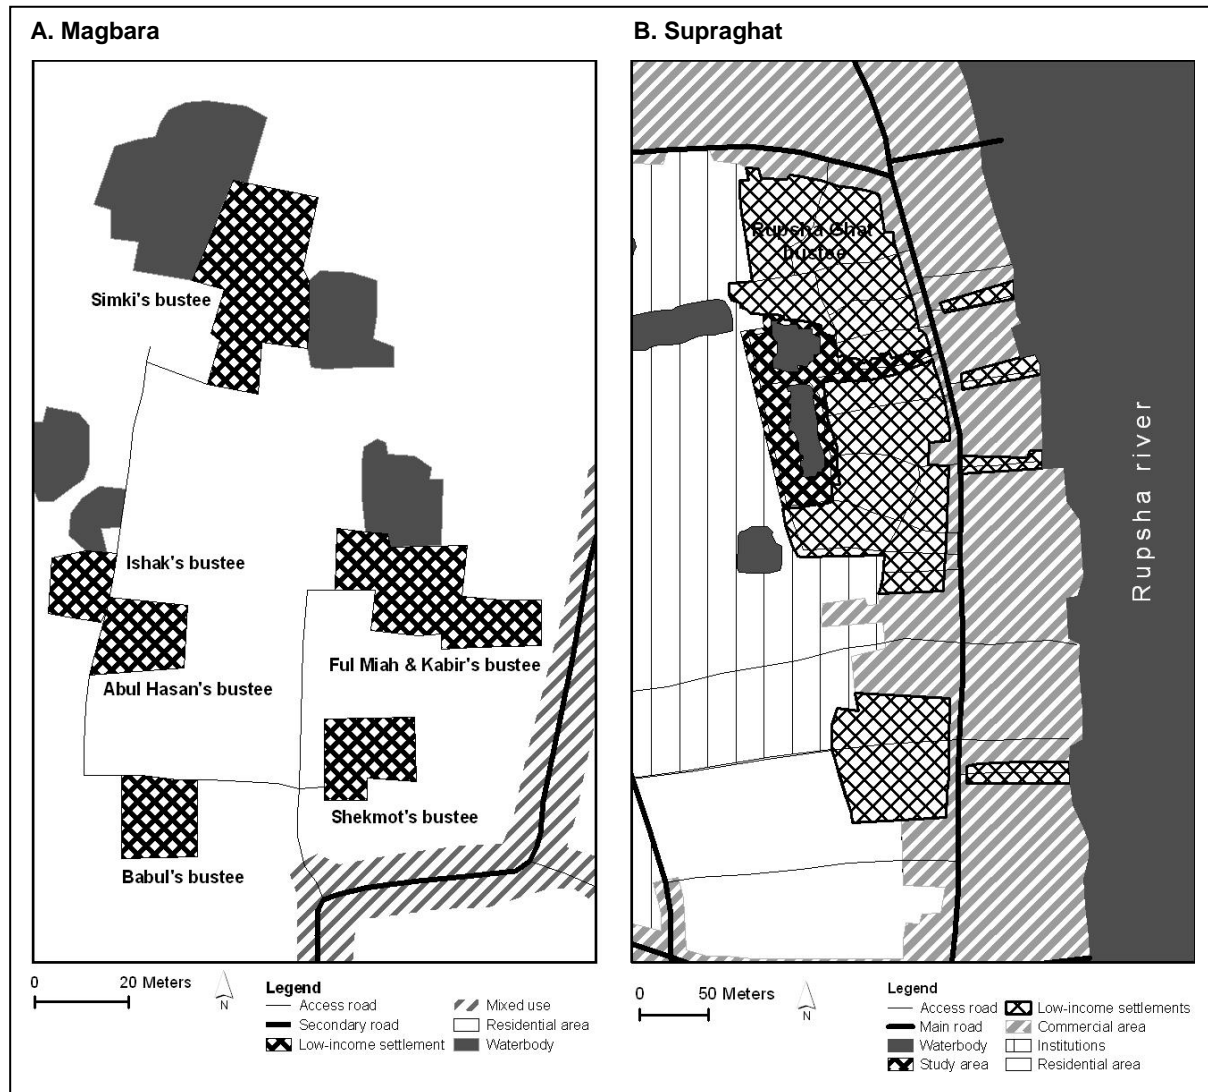 A. Magbara
Simki's bustee
Ishak's bustee
Abul Hasan's bustee
Ful Miah & Kabir's bustee
Shekmot's bustee
Babul's bustee
0 20 Meters
N
Legend
Access road
Secondary road
Low-income settlement
Mixed use
Residential area
Waterbody
B. Supraghat
Rupsha Ghat
bustee
Rupsha river
0 50 Meters
N
Legend
Access road
Main road
Waterbody
Study area
Low-income settlements
Commercial area
Institutions
Residential area